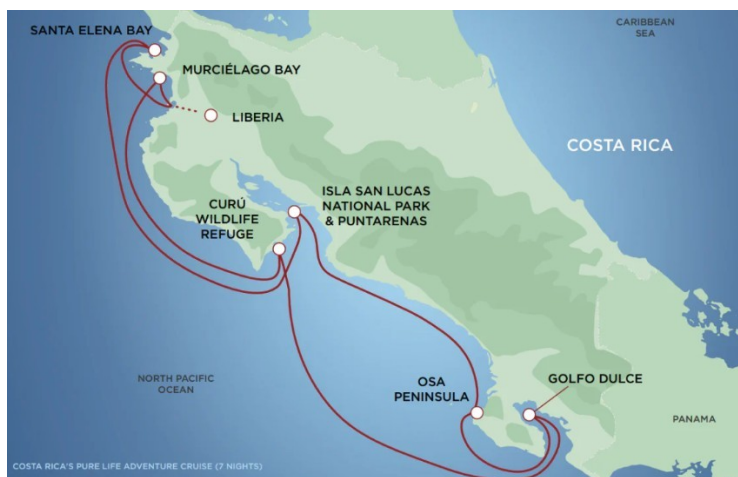 SANTA ELENA BAY
CARIBBEAN
SEA
MURCIÉLAGO BAY
LIBERIA
COSTA RICA
ISLA SAN LUCAS
NATIONAL PARK
& PUNTARENAS
CURÚ
WILDLIFE
REFUGE
NORTH PACIFIC
OCEAN
OSA
PENINSULA
GOLFO DULCE
PANAMA
COSTA RICA'S PURE LIFE ADVENTURE CRUISE (7 NIGHTS)